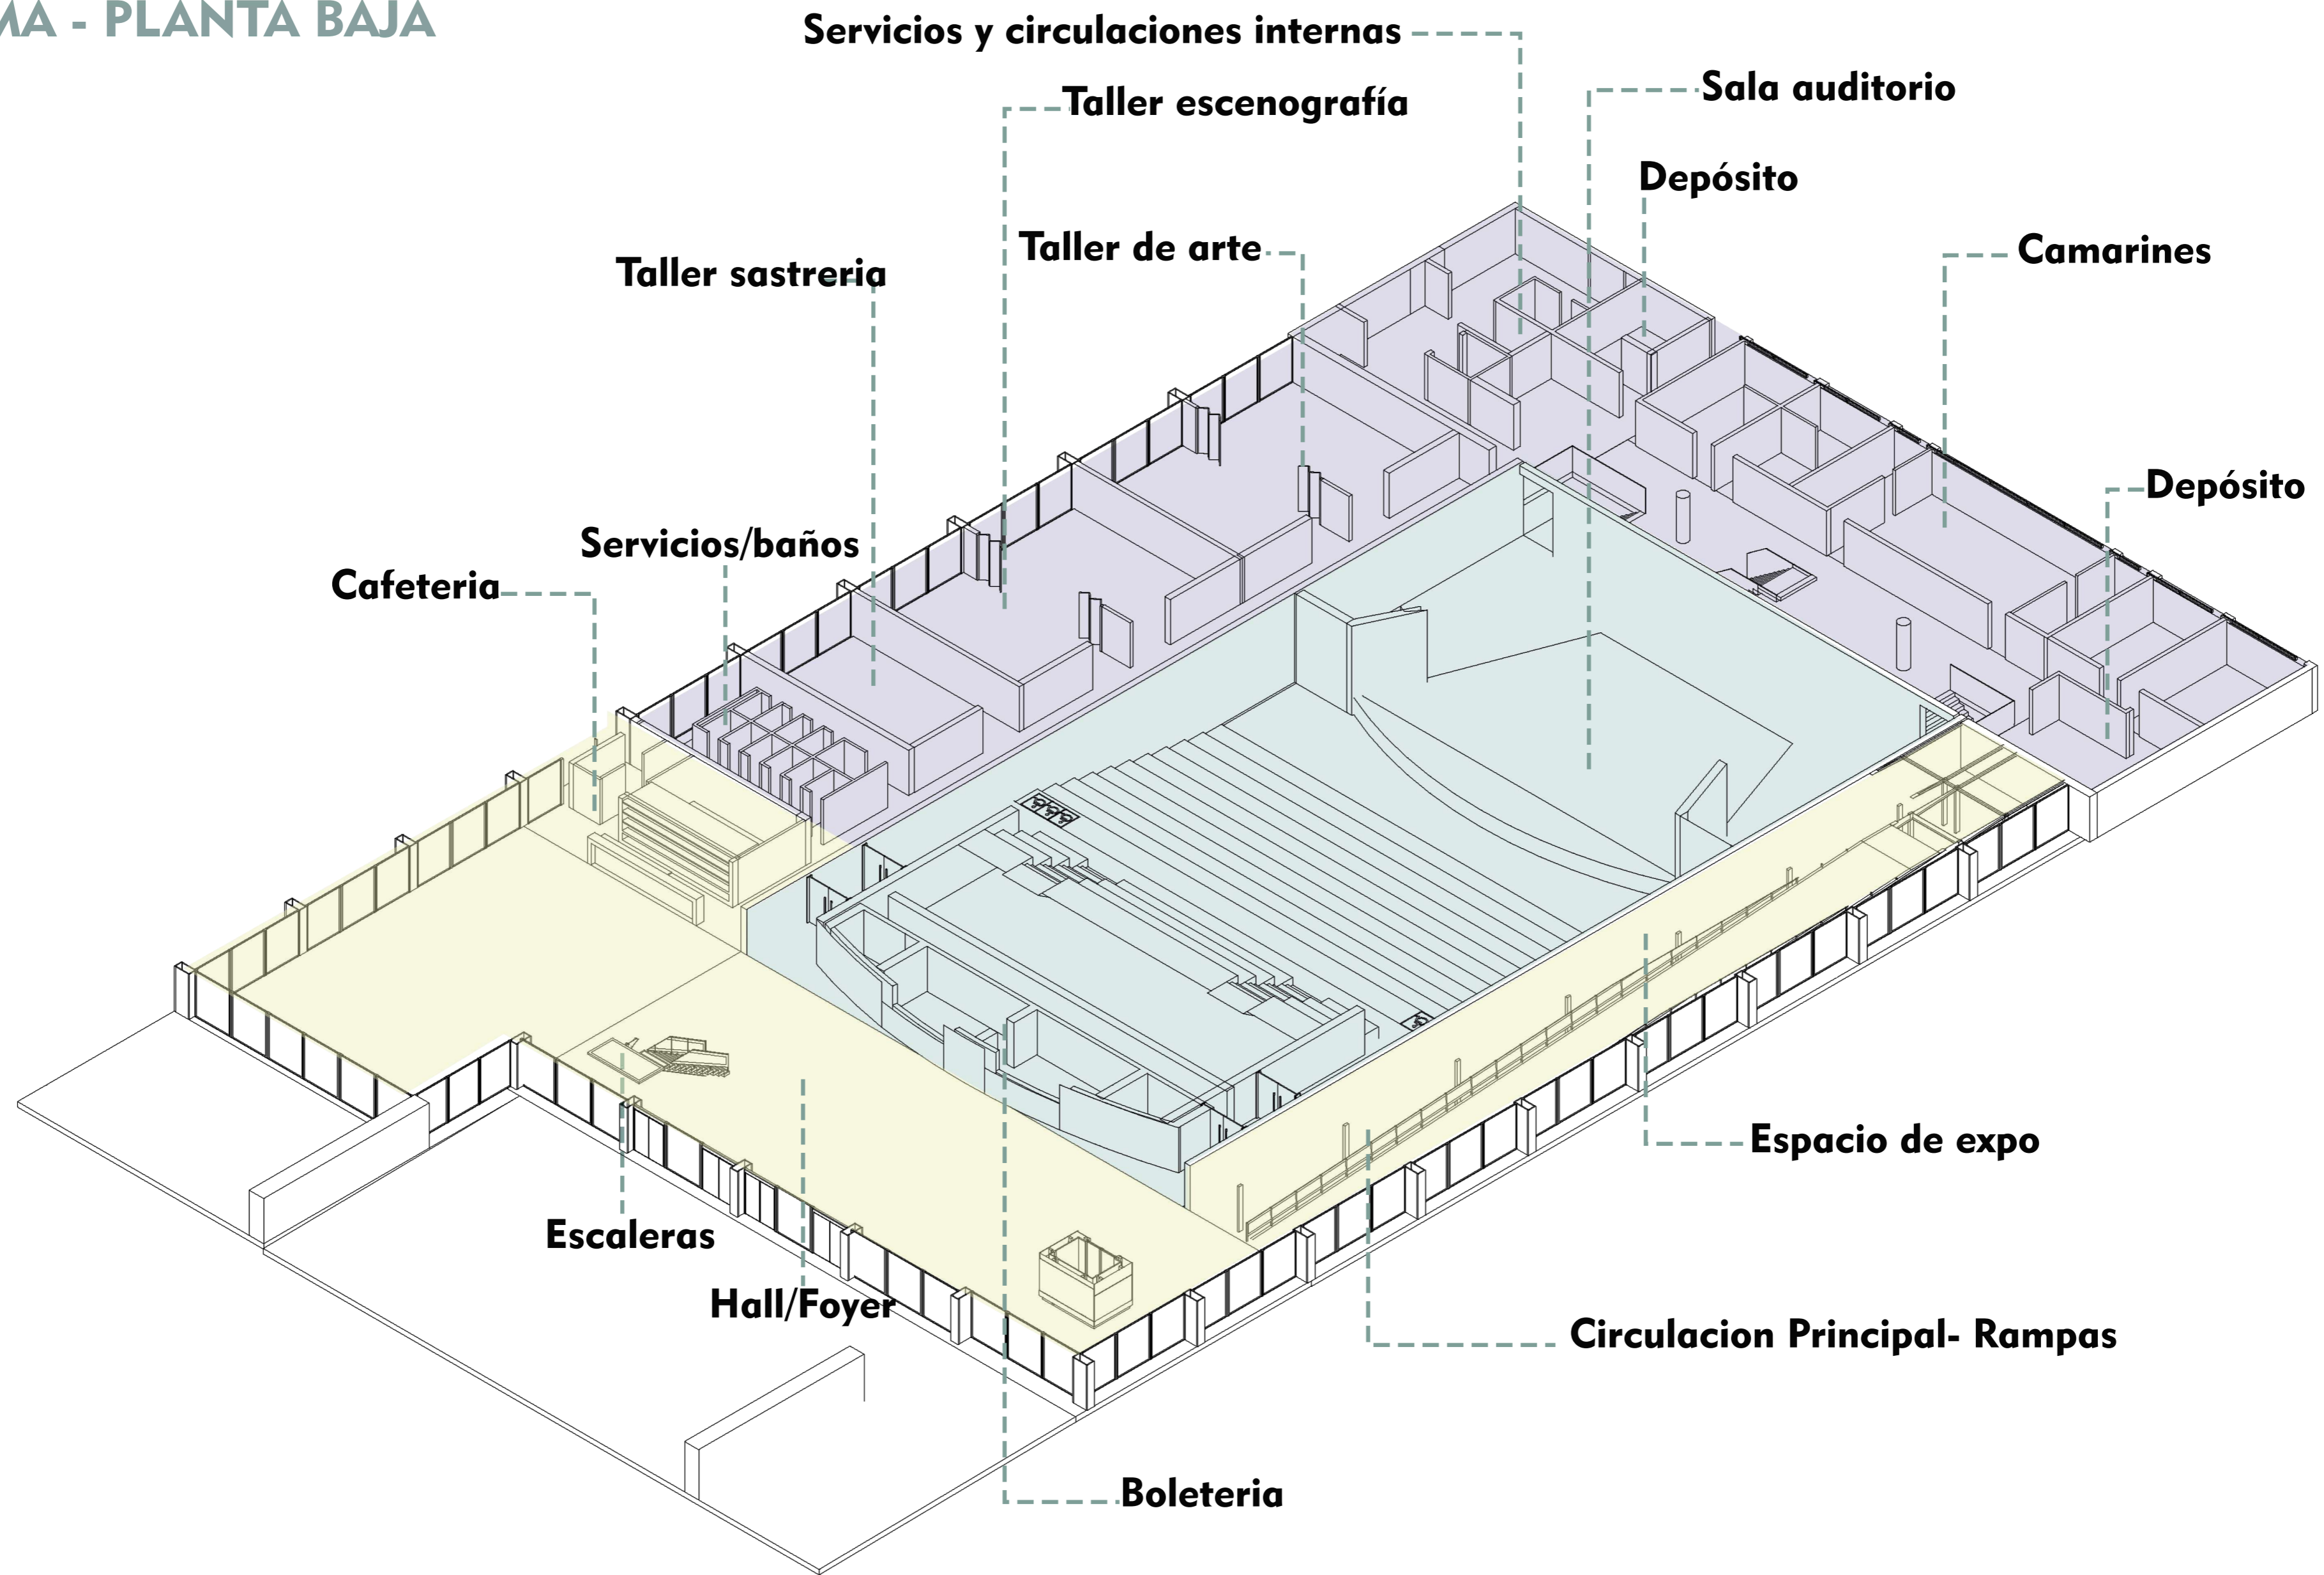 MA - PLANTA BAJA
Servicios y circulaciones internas
Sala auditorio
Taller escenografía
Depósito
Taller de arte
Camarines
Taller sastreria
Depósito
Servicios/baños
Cafeteria
Espacio de expo
Escaleras
Hall/Foyer
Circulacion Principal- Rampas
Boleteria